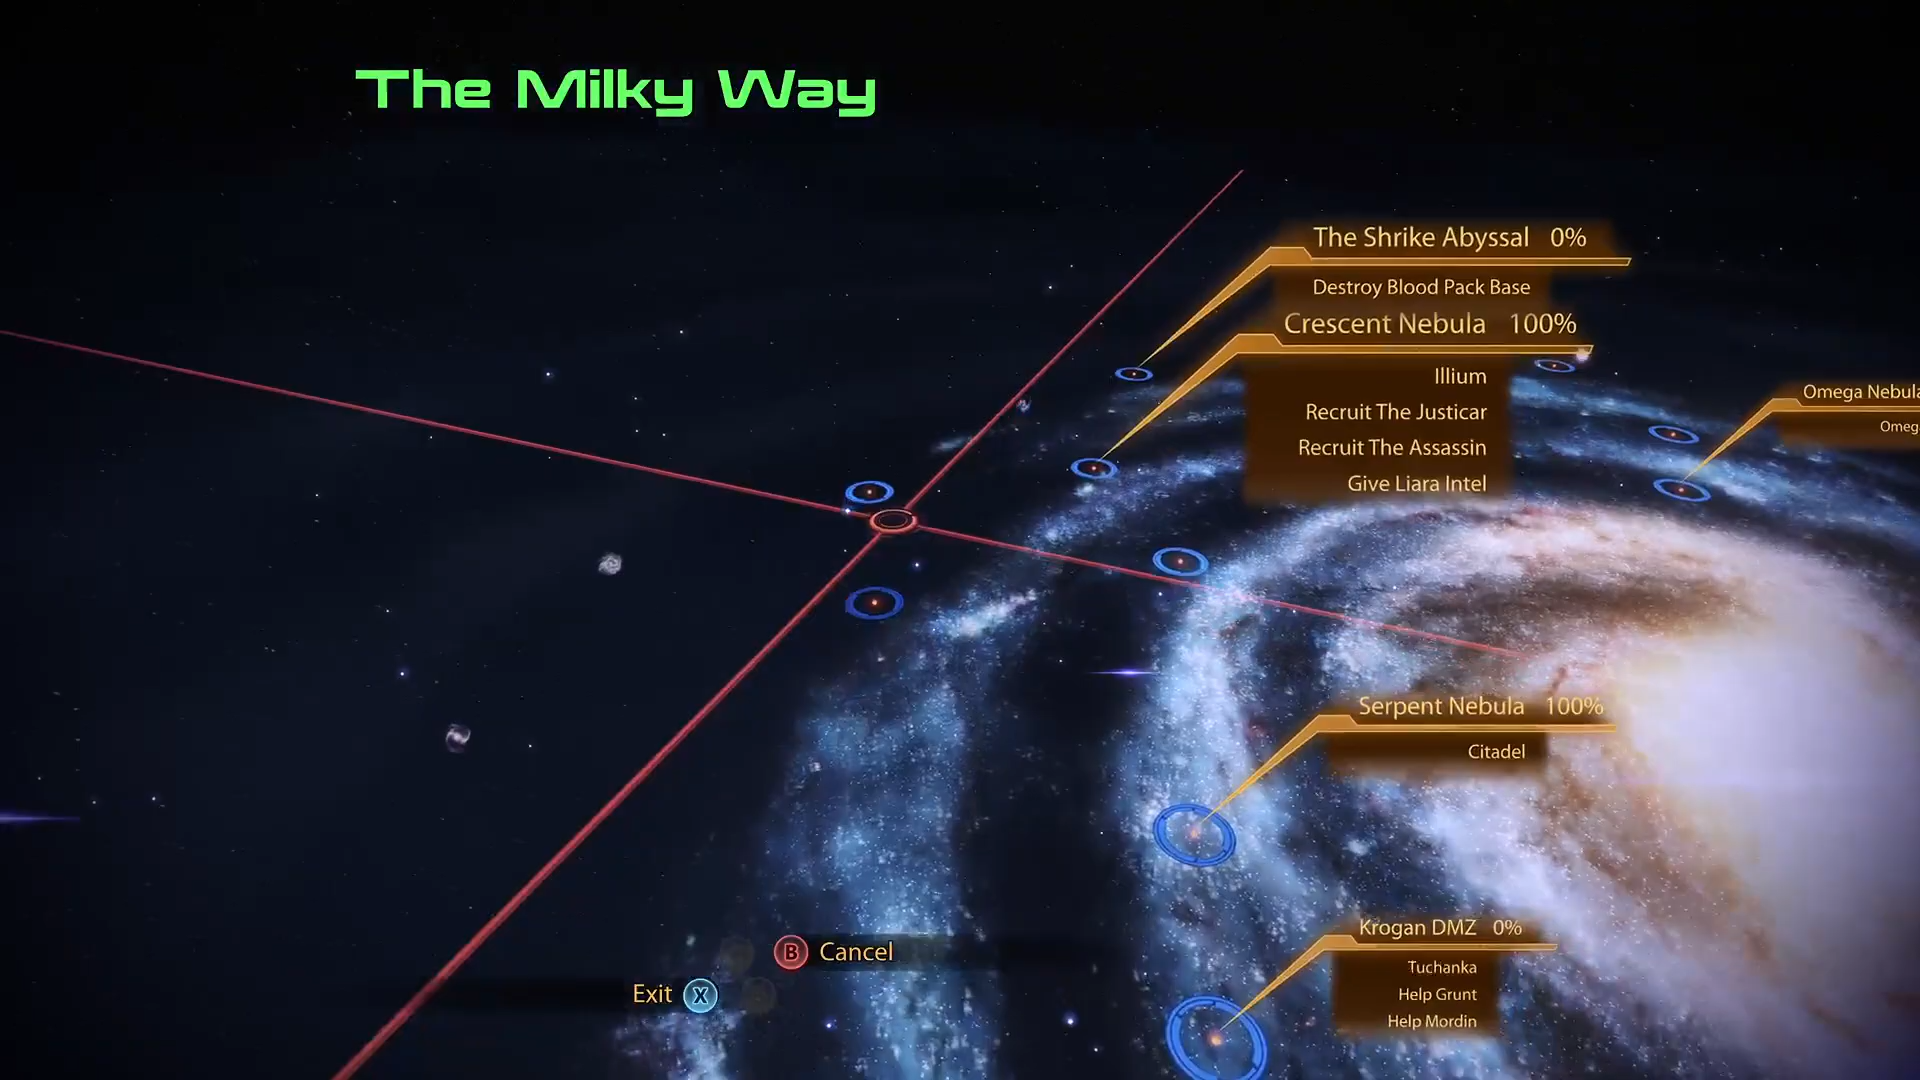 The Milky Way
The Shrike Abyssal 0%
Destroy Blood Pack Base
Crescent Nebula 100%
Illium
Recruit The Justicar
Recruit The Assassin
Give Liara Intel
Omega Nebula
Omega
Serpent Nebula 100%
Citadel
Krogan DMZ 0%
Tuchanka
Help Grunt
Help Mordin
B Cancel
Exit X